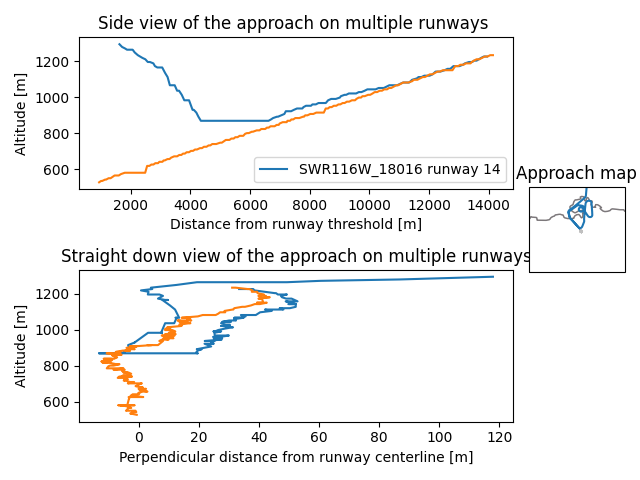 Side view of the approach on multiple runways
Altitude [m]
1200
1000
800
600
SWR116W_18016 runway 14
2000 4000 6000 8000 10000 12000 14000
Distance from runway threshold [m]
Approach map
Straight down view of the approach on multiple runways
Altitude [m]
1200
1000
800
600
0 20 40 60 80 100 120
Perpendicular distance from runway centerline [m]